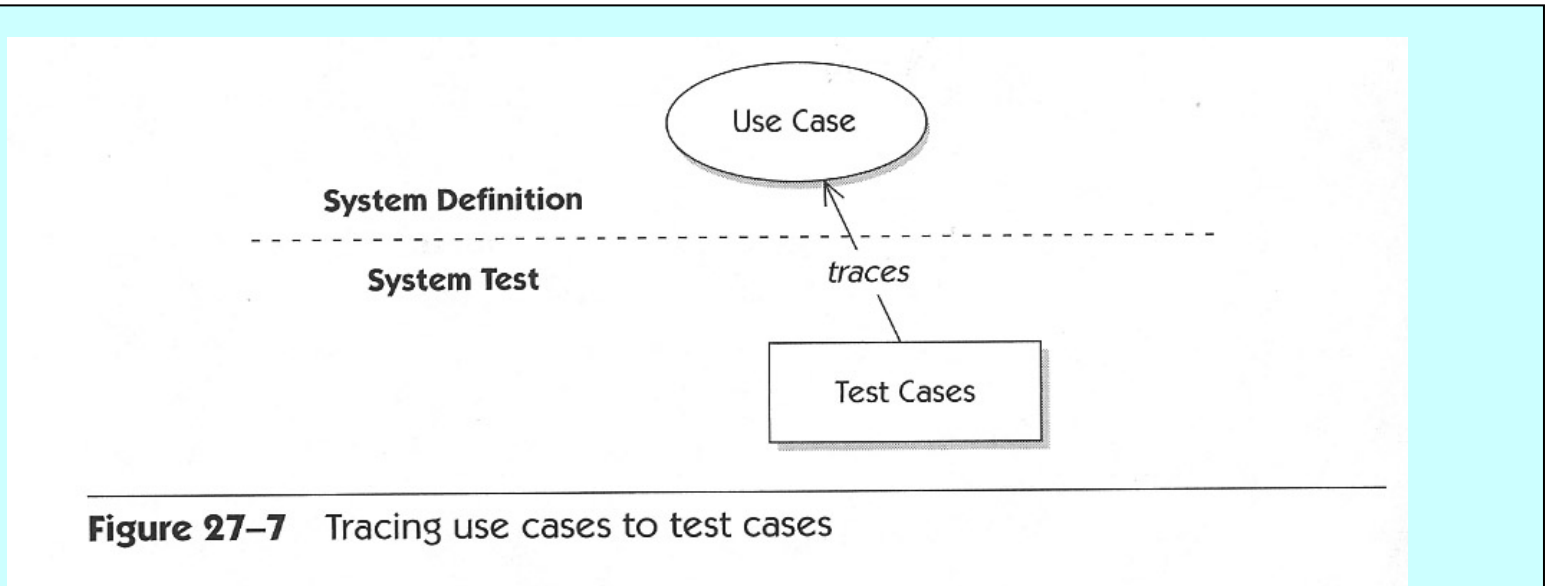 Use Case
System Definition
System Test
traces
Test Cases
Figure 27–7 Tracing use cases to test cases